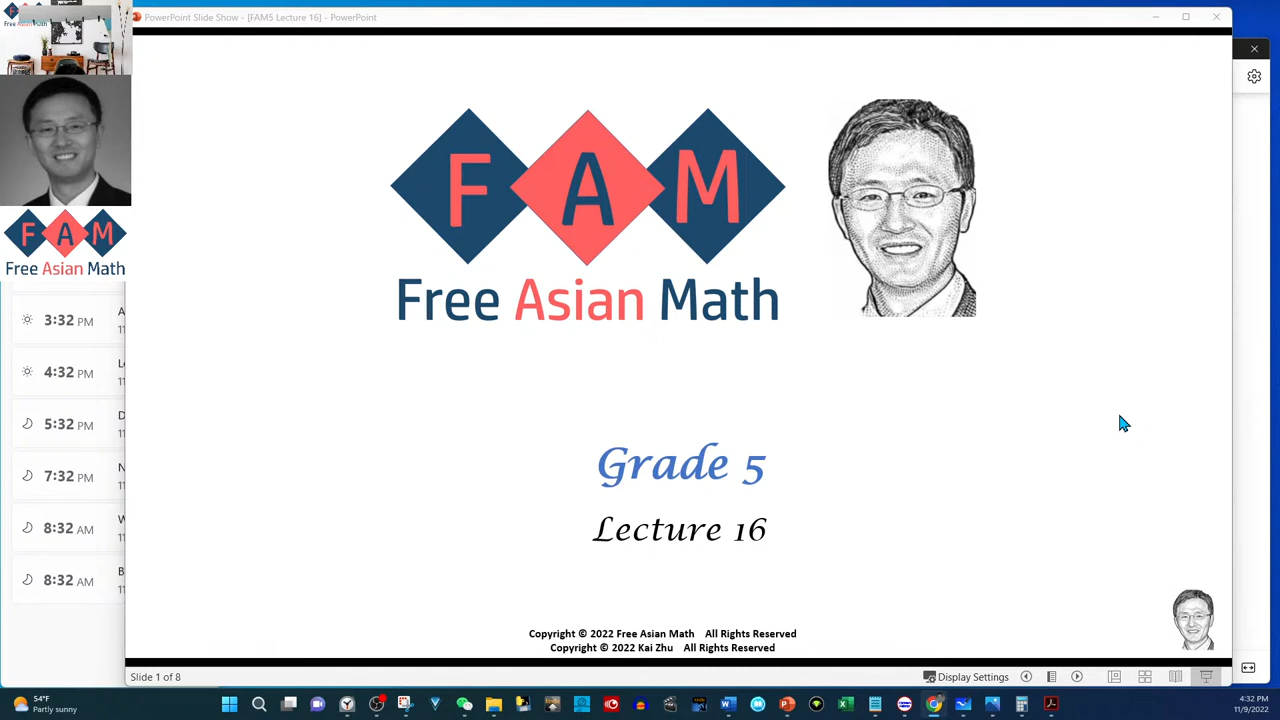 PowerPoint Slide Show - [FAM5 Lecture 16] - PowerPoint
F A M
Free Asian Math
3:32 PM
4:32 PM
5:32 PM
7:32 PM
8:32 AM
8:32 AM
F A M
Free Asian Math
Grade 5
Lecture 16
Copyright © 2022 Free Asian Math All Rights Reserved
Copyright © 2022 Kai Zhu All Rights Reserved
Slide 1 of 8
Display Settings
54°F
Partly sunny
4:32 PM
11/9/2022